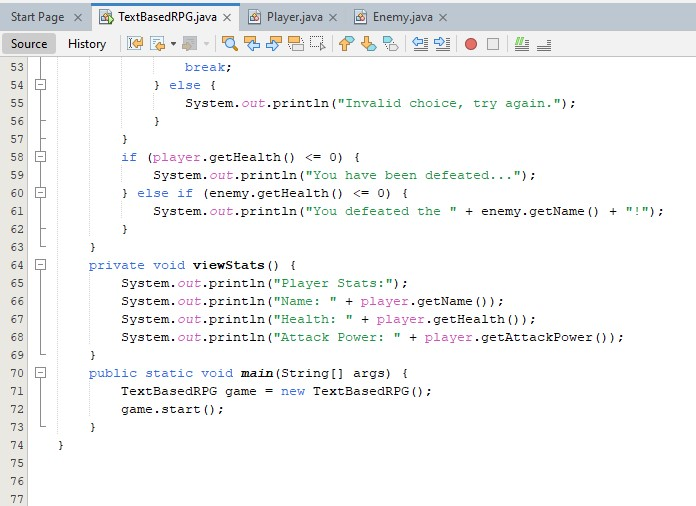 Start Page TextBasedRPG.java Player.java Enemy.java
Source History
53 break;
54 } else {
55 System.out.println("Invalid choice, try again.");
56 }
57 }
58 if (player.getHealth() <= 0) {
59 System.out.println("You have been defeated...");
60 } else if (enemy.getHealth() <= 0) {
61 System.out.println("You defeated the " + enemy.getName() + "!");
62 }
63 }
64 private void viewStats() {
65 System.out.println("Player Stats:");
66 System.out.println("Name: " + player.getName());
67 System.out.println("Health: " + player.getHealth());
68 System.out.println("Attack Power: " + player.getAttackPower());
69 }
70 public static void main(String[] args) {
71 TextBasedRPG game = new TextBasedRPG();
72 game.start();
73 }
74 }
75
76
77